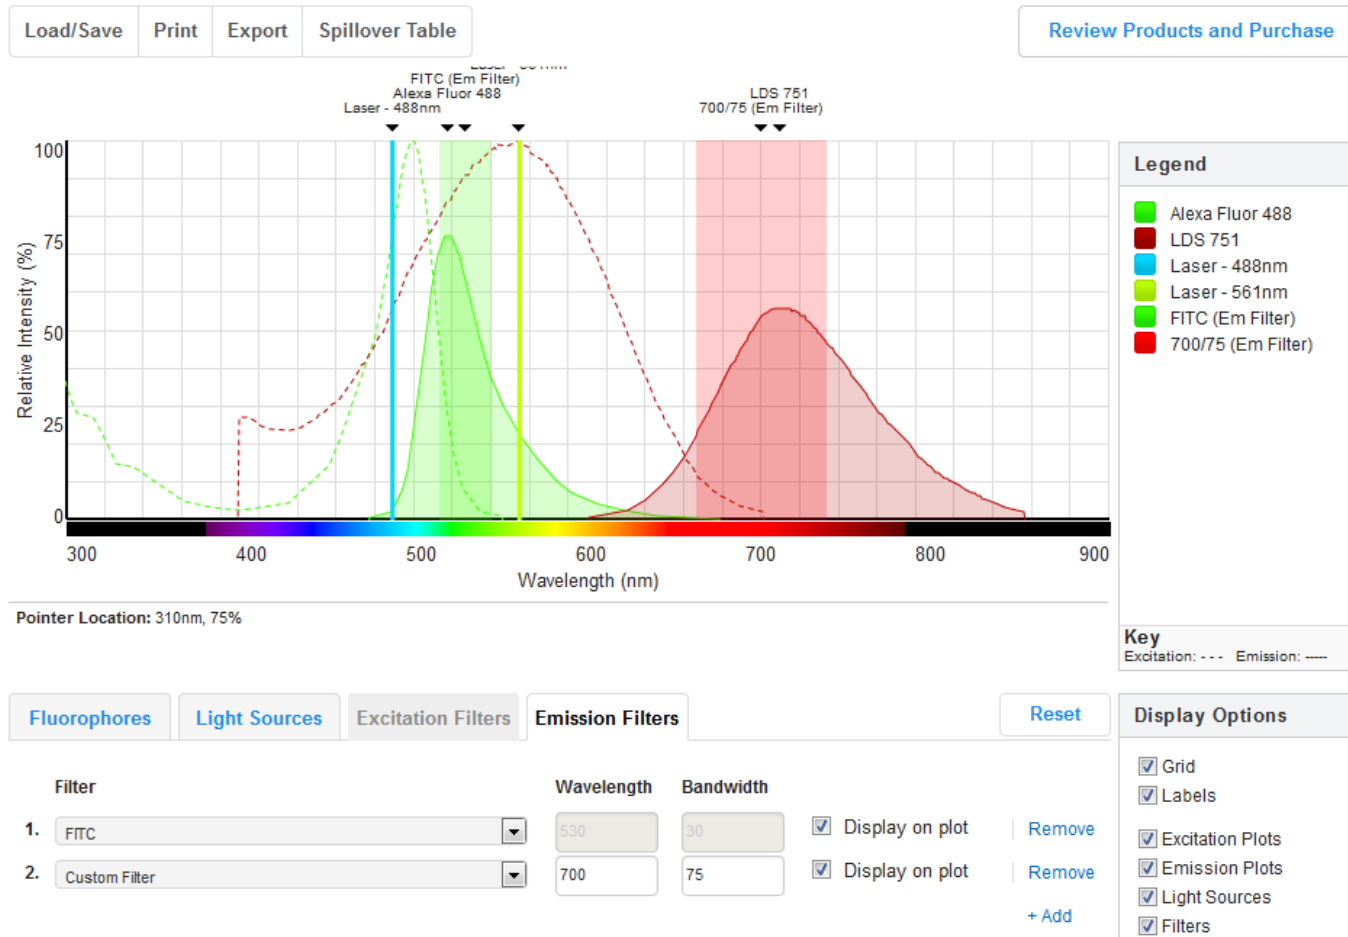 Load/Save Print Export Spillover Table Review Products and Purchase
FITC (Em Filter)
Alexa Fluor 488 LDS 751
Laser - 488nm 700/75 (Em Filter)
100
75
50
25
0
Relative Intensity (%)
300 400 500 600 700 800 900
Wavelength (nm)
Legend
Alexa Fluor 488
LDS 751
Laser - 488nm
Laser - 561nm
FITC (Em Filter)
700/75 (Em Filter)
Pointer Location: 310nm, 75%
Key
Excitation: - - - Emission: -----
Fluorophores Light Sources Excitation Filters Emission Filters Reset
Filter Wavelength Bandwidth
1. FITC 530 30 Display on plot Remove
2. Custom Filter 700 75 Display on plot Remove
+ Add
Display Options
Grid
Labels
Excitation Plots
Emission Plots
Light Sources
Filters